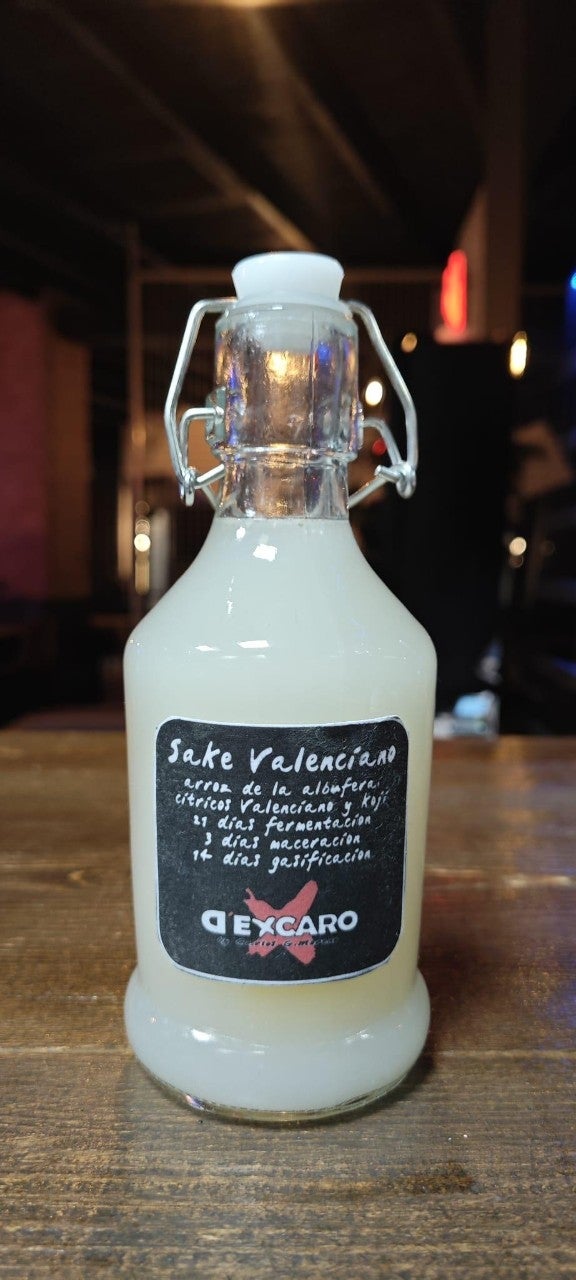 Sake Valenciano
arroz de la albufera,
cítricos Valenciano y Koji
21 días fermentación
3 días maceración
14 días gasificación
D'EXCARO